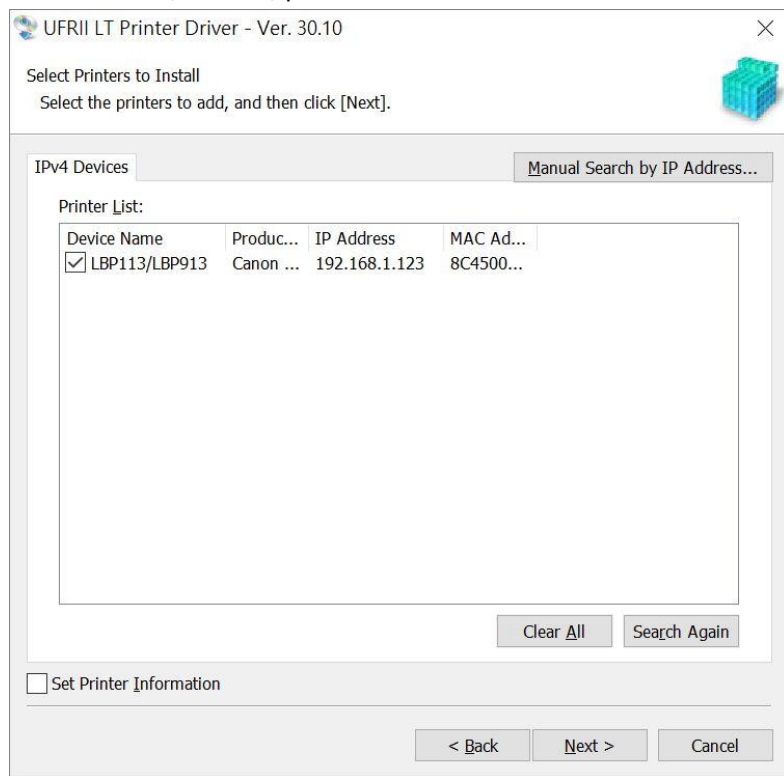 UFRII LT Printer Driver - Ver. 30.10
Select Printers to Install
Select the printers to add, and then click [Next].
IPv4 Devices
Manual Search by IP Address...
Printer List:
Device Name Produc... IP Address MAC Ad...
LBP113/LBP913 Canon ... 192.168.1.123 8C4500...
Clear All Search Again
Set Printer Information
< Back Next > Cancel